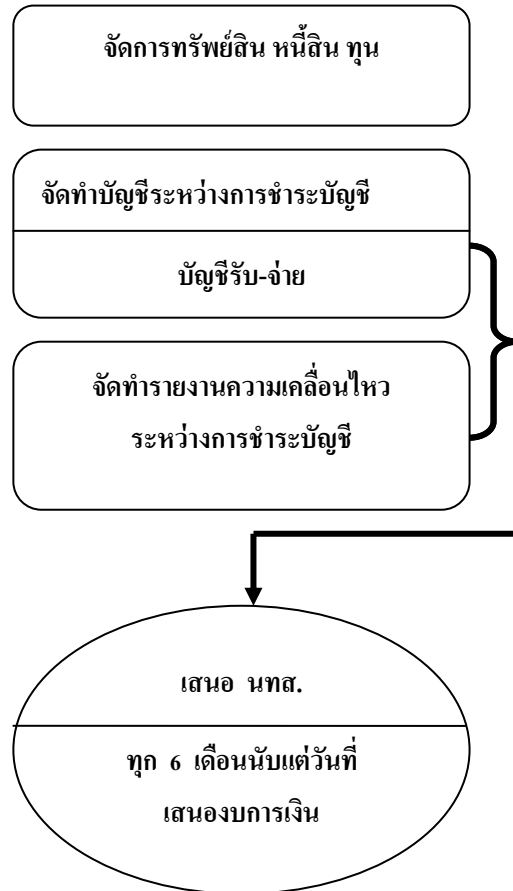 จัดการทรัพย์สิน หนี้สิน ทุน
จัดทำบัญชีระหว่างการชำระบัญชี
บัญชีรับ-จ่าย
จัดทำรายงานความเคลื่อนไหว
ระหว่างการชำระบัญชี
เสนอ นทส.
ทุก 6 เดือนนับแต่วันที่
เสนองบการเงิน